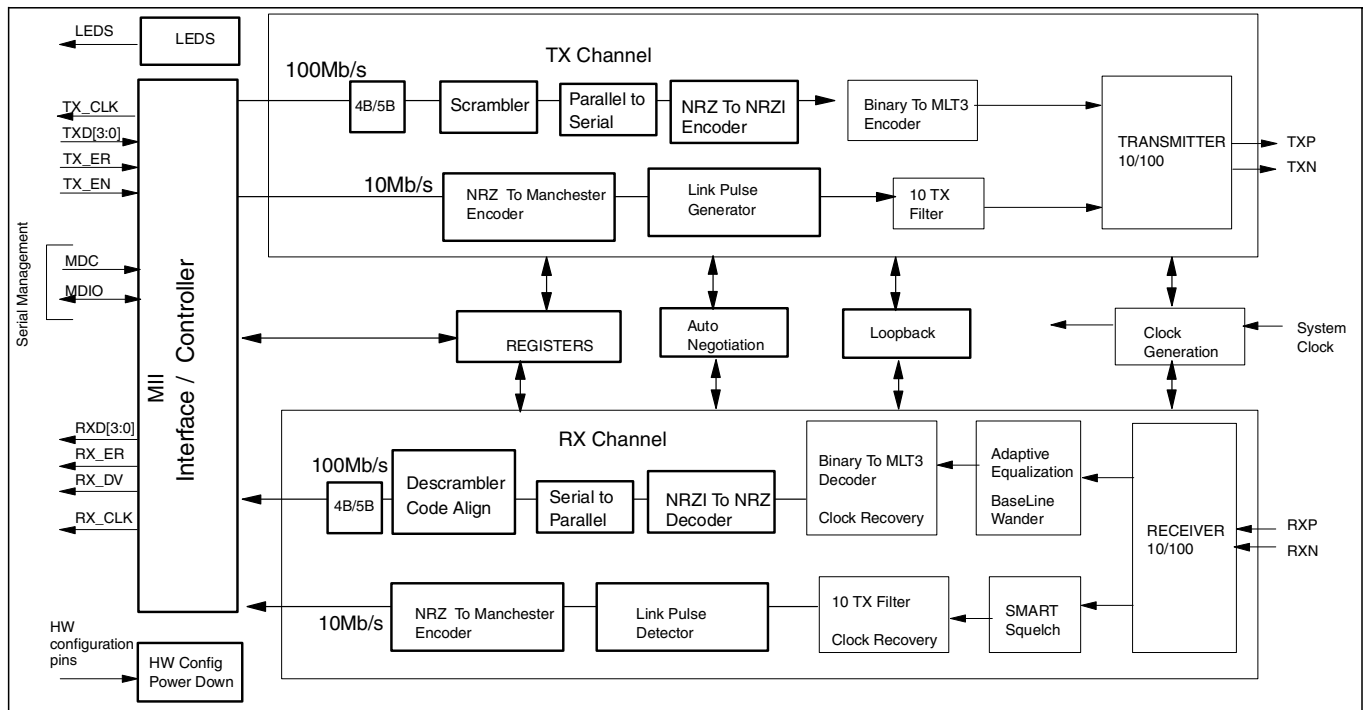 LEDS
LEDS
TX Channel
100Mb/s
4B/5B
Scrambler
Parallel to
Serial
NRZ To NRZI
Encoder
Binary To MLT3
Encoder
TRANSMITTER
10/100
TXP
TXN
TX_CLK
TXD[3:0]
TX_ER
TX_EN
10Mb/s
NRZ To Manchester
Encoder
Link Pulse
Generator
10 TX
Filter
Serial Management
MDC
MDIO
MII
Interface / Controller
REGISTERS
Auto
Negotiation
Loopback
Clock
Generation
System
Clock
RX Channel
RXD[3:0]
RX_ER
RX_DV
RX_CLK
100Mb/s
4B/5B
Descrambler
Code Align
Serial to
Parallel
NRZI To NRZ
Decoder
Binary To MLT3
Decoder
Clock Recovery
Adaptive
Equalization
BaseLine
Wander
RECEIVER
10/100
RXP
RXN
10Mb/s
NRZ To Manchester
Encoder
Link Pulse
Detector
10 TX Filter
Clock Recovery
SMART
Squelch
HW
configuration
pins
HW Config
Power Down